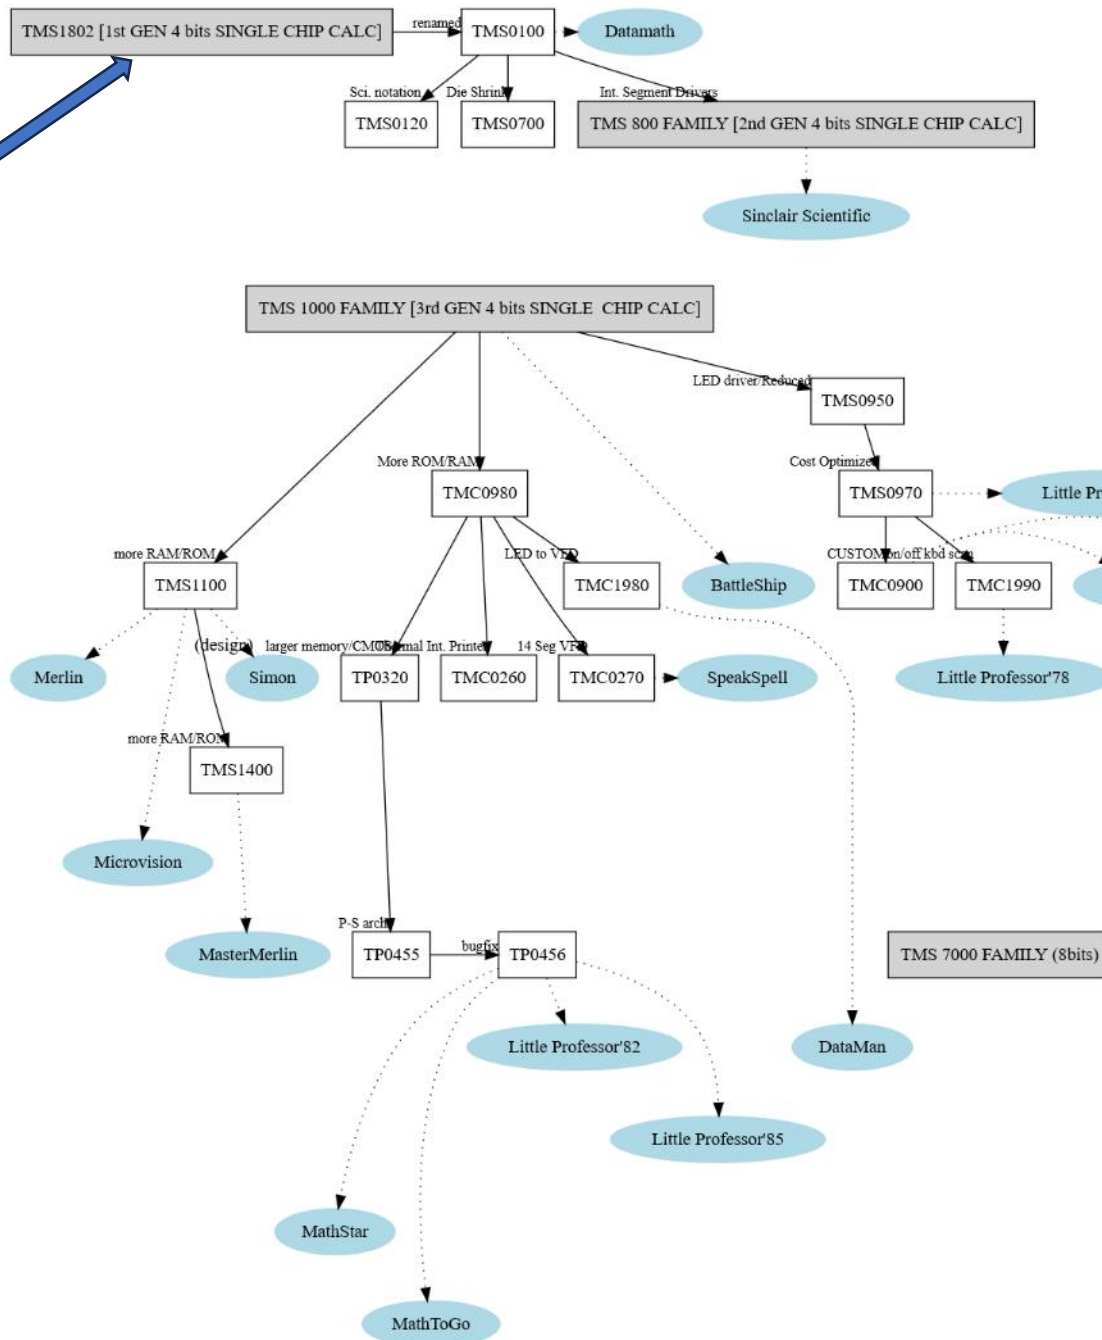 TMS1802 [1st GEN 4 bits SINGLE CHIP CALC]
renamed
TMS0100
Datamath
Sci. notation
Die Shrink
Int. Segment Drivers
TMS0120
TMS0700
TMS 800 FAMILY [2nd GEN 4 bits SINGLE CHIP CALC]
Sinclair Scientific
TMS 1000 FAMILY [3rd GEN 4 bits SINGLE CHIP CALC]
LED driver/Reduced
TMS0950
More ROM/RAM
Cost Optimized
TMC0980
TMS0970
Little Pr
more RAM/ROM
LED to VFD
CUSTOM
on/off kbd scan
TMS1100
TMC1980
BattleShip
TMC0900
TMC1990
(design)
larger memory/CMOS
Thermal Int. Printer
14 Seg VFD
Merlin
Simon
TP0320
TMC0260
TMC0270
SpeakSpell
Little Professor'78
more RAM/ROM
TMS1400
Microvision
P-S arch
bugfix
MasterMerlin
TP0455
TP0456
TMS 7000 FAMILY (8bits)
Little Professor'82
DataMan
Little Professor'85
MathStar
MathToGo